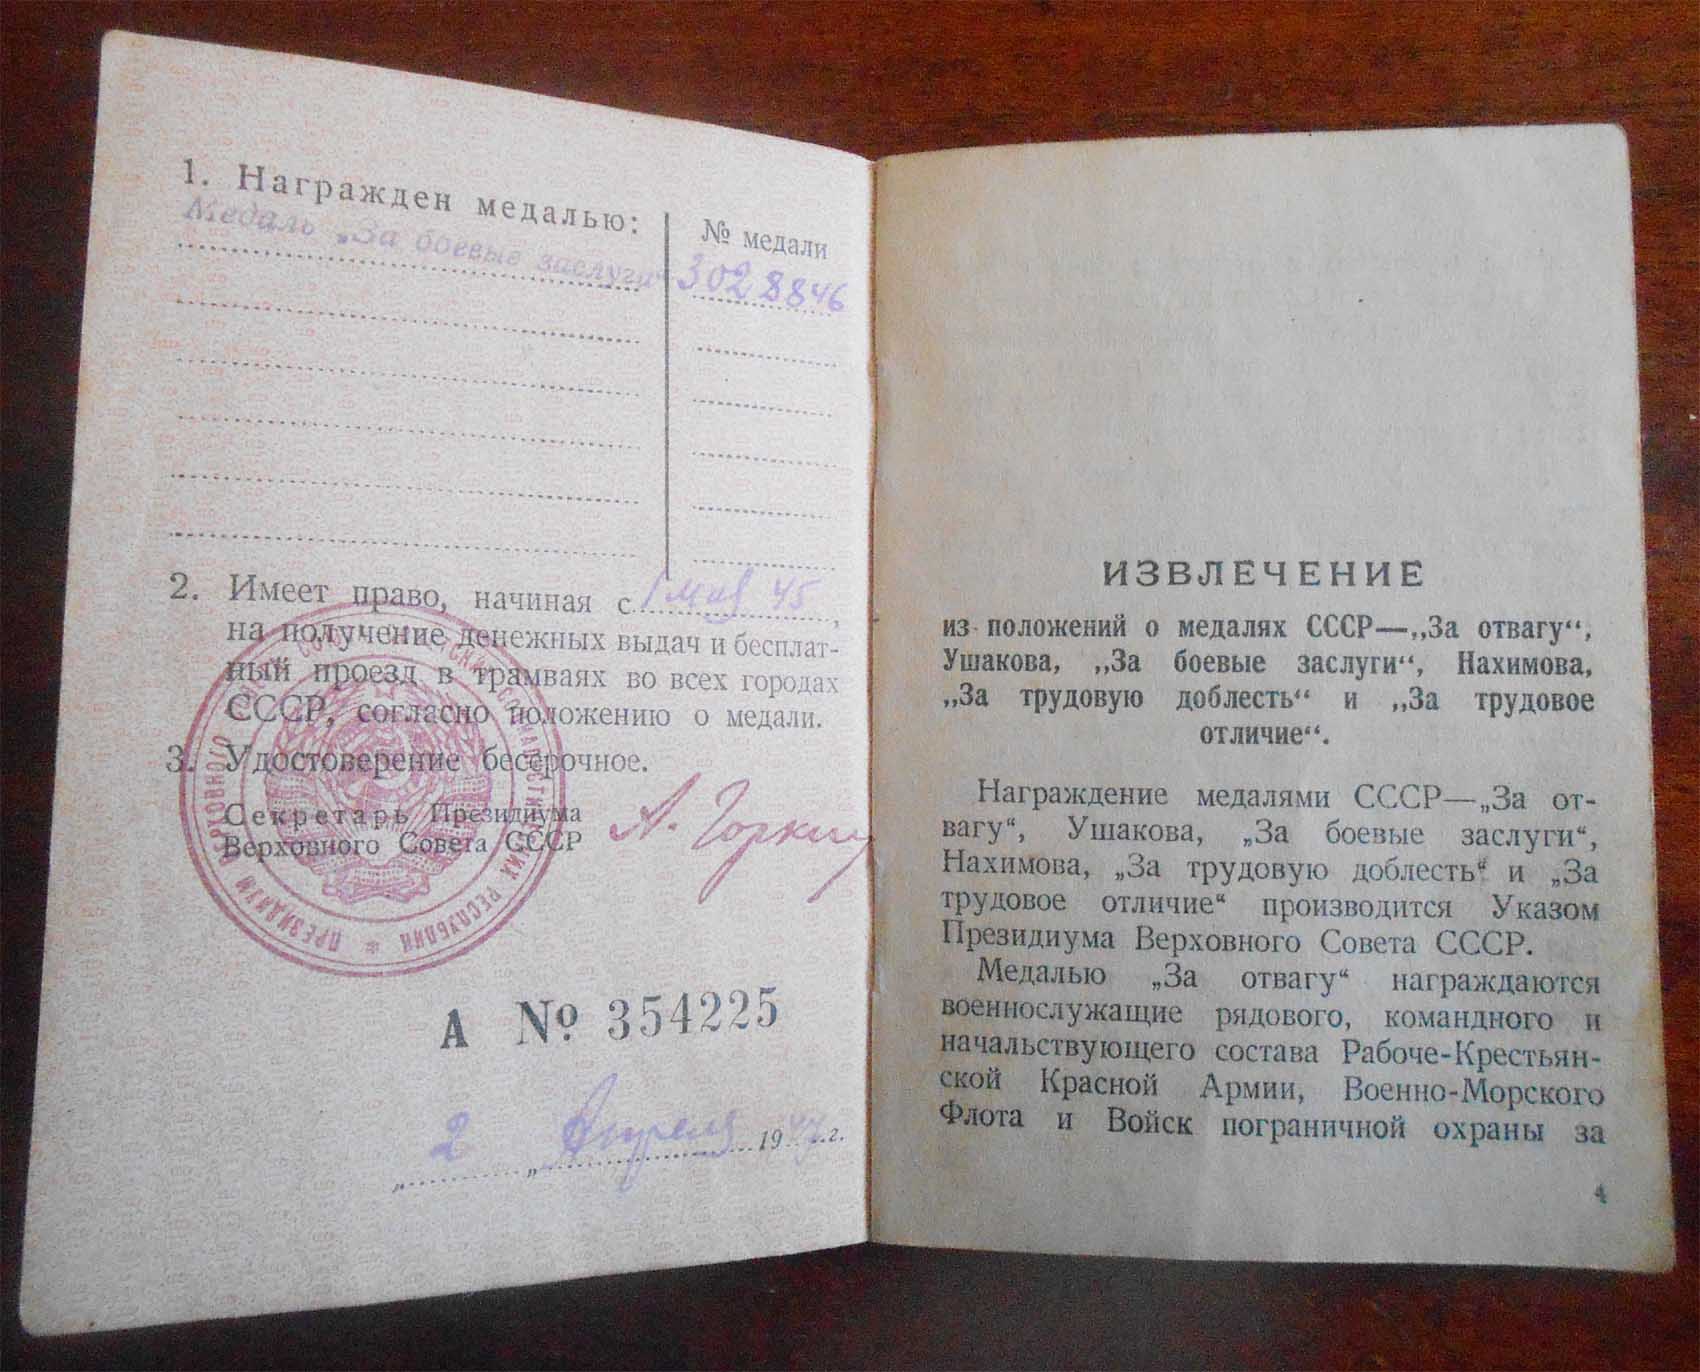 1. Награжден медалью:
№ медали
Медаль „За боевые заслуги“
3028846
2. Имеет право, начиная с 1 мая 45,
на получение денежных выдач и бесплат-
ный проезд в трамваях во всех городах
СССР, согласно положению о медали.
3. Удостоверение бессрочное.
Секретарь Президиума
Верховного Совета СССР
А. Горкин
ПРЕЗИДИУМ ВЕРХОВНОГО
РЕСПУБЛИК
А № 354225
„2„ Апреля 1947г.
ИЗВЛЕЧЕНИЕ
из положений о медалях СССР—„За отвагу“,
Ушакова, „За боевые заслуги“, Нахимова,
„За трудовую доблесть“ и „За трудовое
отличие“.
Награждение медалями СССР—„За от-
вагу“, Ушакова, „За боевые заслуги“,
Нахимова, „За трудовую доблесть“ и „За
трудовое отличие“ производится Указом
Президиума Верховного Совета СССР.
Медалью „За отвагу“ награждаются
военнослужащие рядового, командного и
начальствующего состава Рабоче-Крестьян-
ской Красной Армии, Военно-Морского
Флота и Войск пограничной охраны за
4